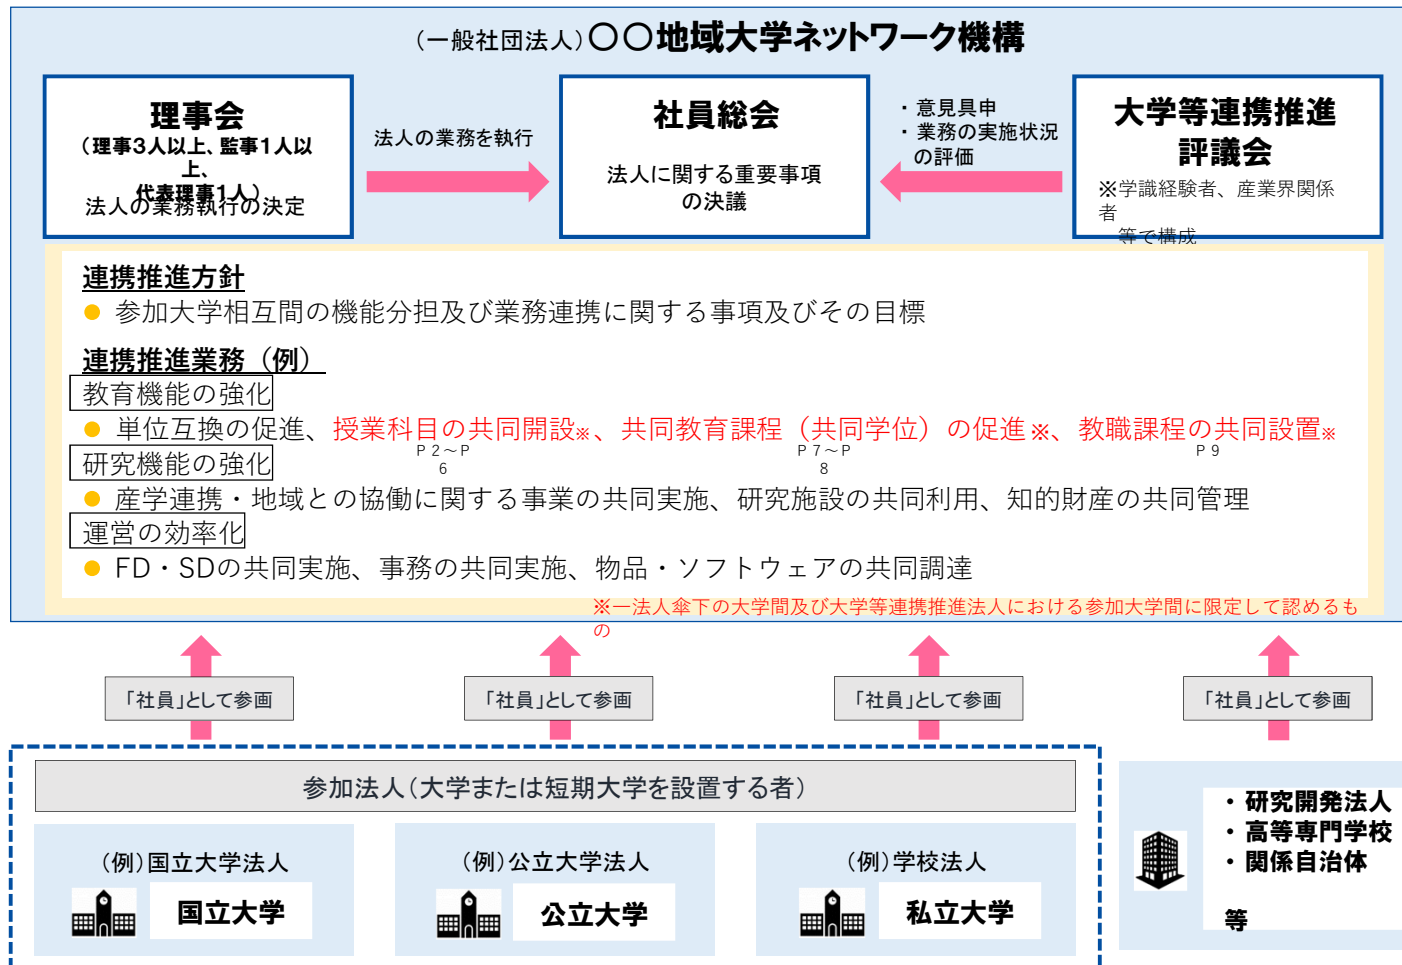 （一般社団法人）〇〇地域大学ネットワーク機構
理事会
（理事3人以上、監事1人以
上、
代表理事1人）
法人の業務執行の決定
法人の業務を執行
社員総会
法人に関する重要事項
の決議
・意見具申
・業務の実施状況
の評価
大学等連携推進
評議会
※学識経験者、産業界関係
者
等で構成
連携推進方針
● 参加大学相互間の機能分担及び業務連携に関する事項及びその目標
連携推進業務（例）
教育機能の強化
● 単位互換の促進、授業科目の共同開設※、共同教育課程（共同学位）の促進※、教職課程の共同設置※
Ｐ2～Ｐ
6
Ｐ7～Ｐ
8
Ｐ9
研究機能の強化
● 産学連携・地域との協働に関する事業の共同実施、研究施設の共同利用、知的財産の共同管理
運営の効率化
● FD・SDの共同実施、事務の共同実施、物品・ソフトウェアの共同調達
※一法人傘下の大学間及び大学等連携推進法人における参加大学間に限定して認めるも
の
「社員」として参画
「社員」として参画
「社員」として参画
「社員」として参画
参加法人（大学または短期大学を設置する者）
（例）国立大学法人
国立大学
（例）公立大学法人
公立大学
（例）学校法人
私立大学
・研究開発法人
・高等専門学校
・関係自治体
等